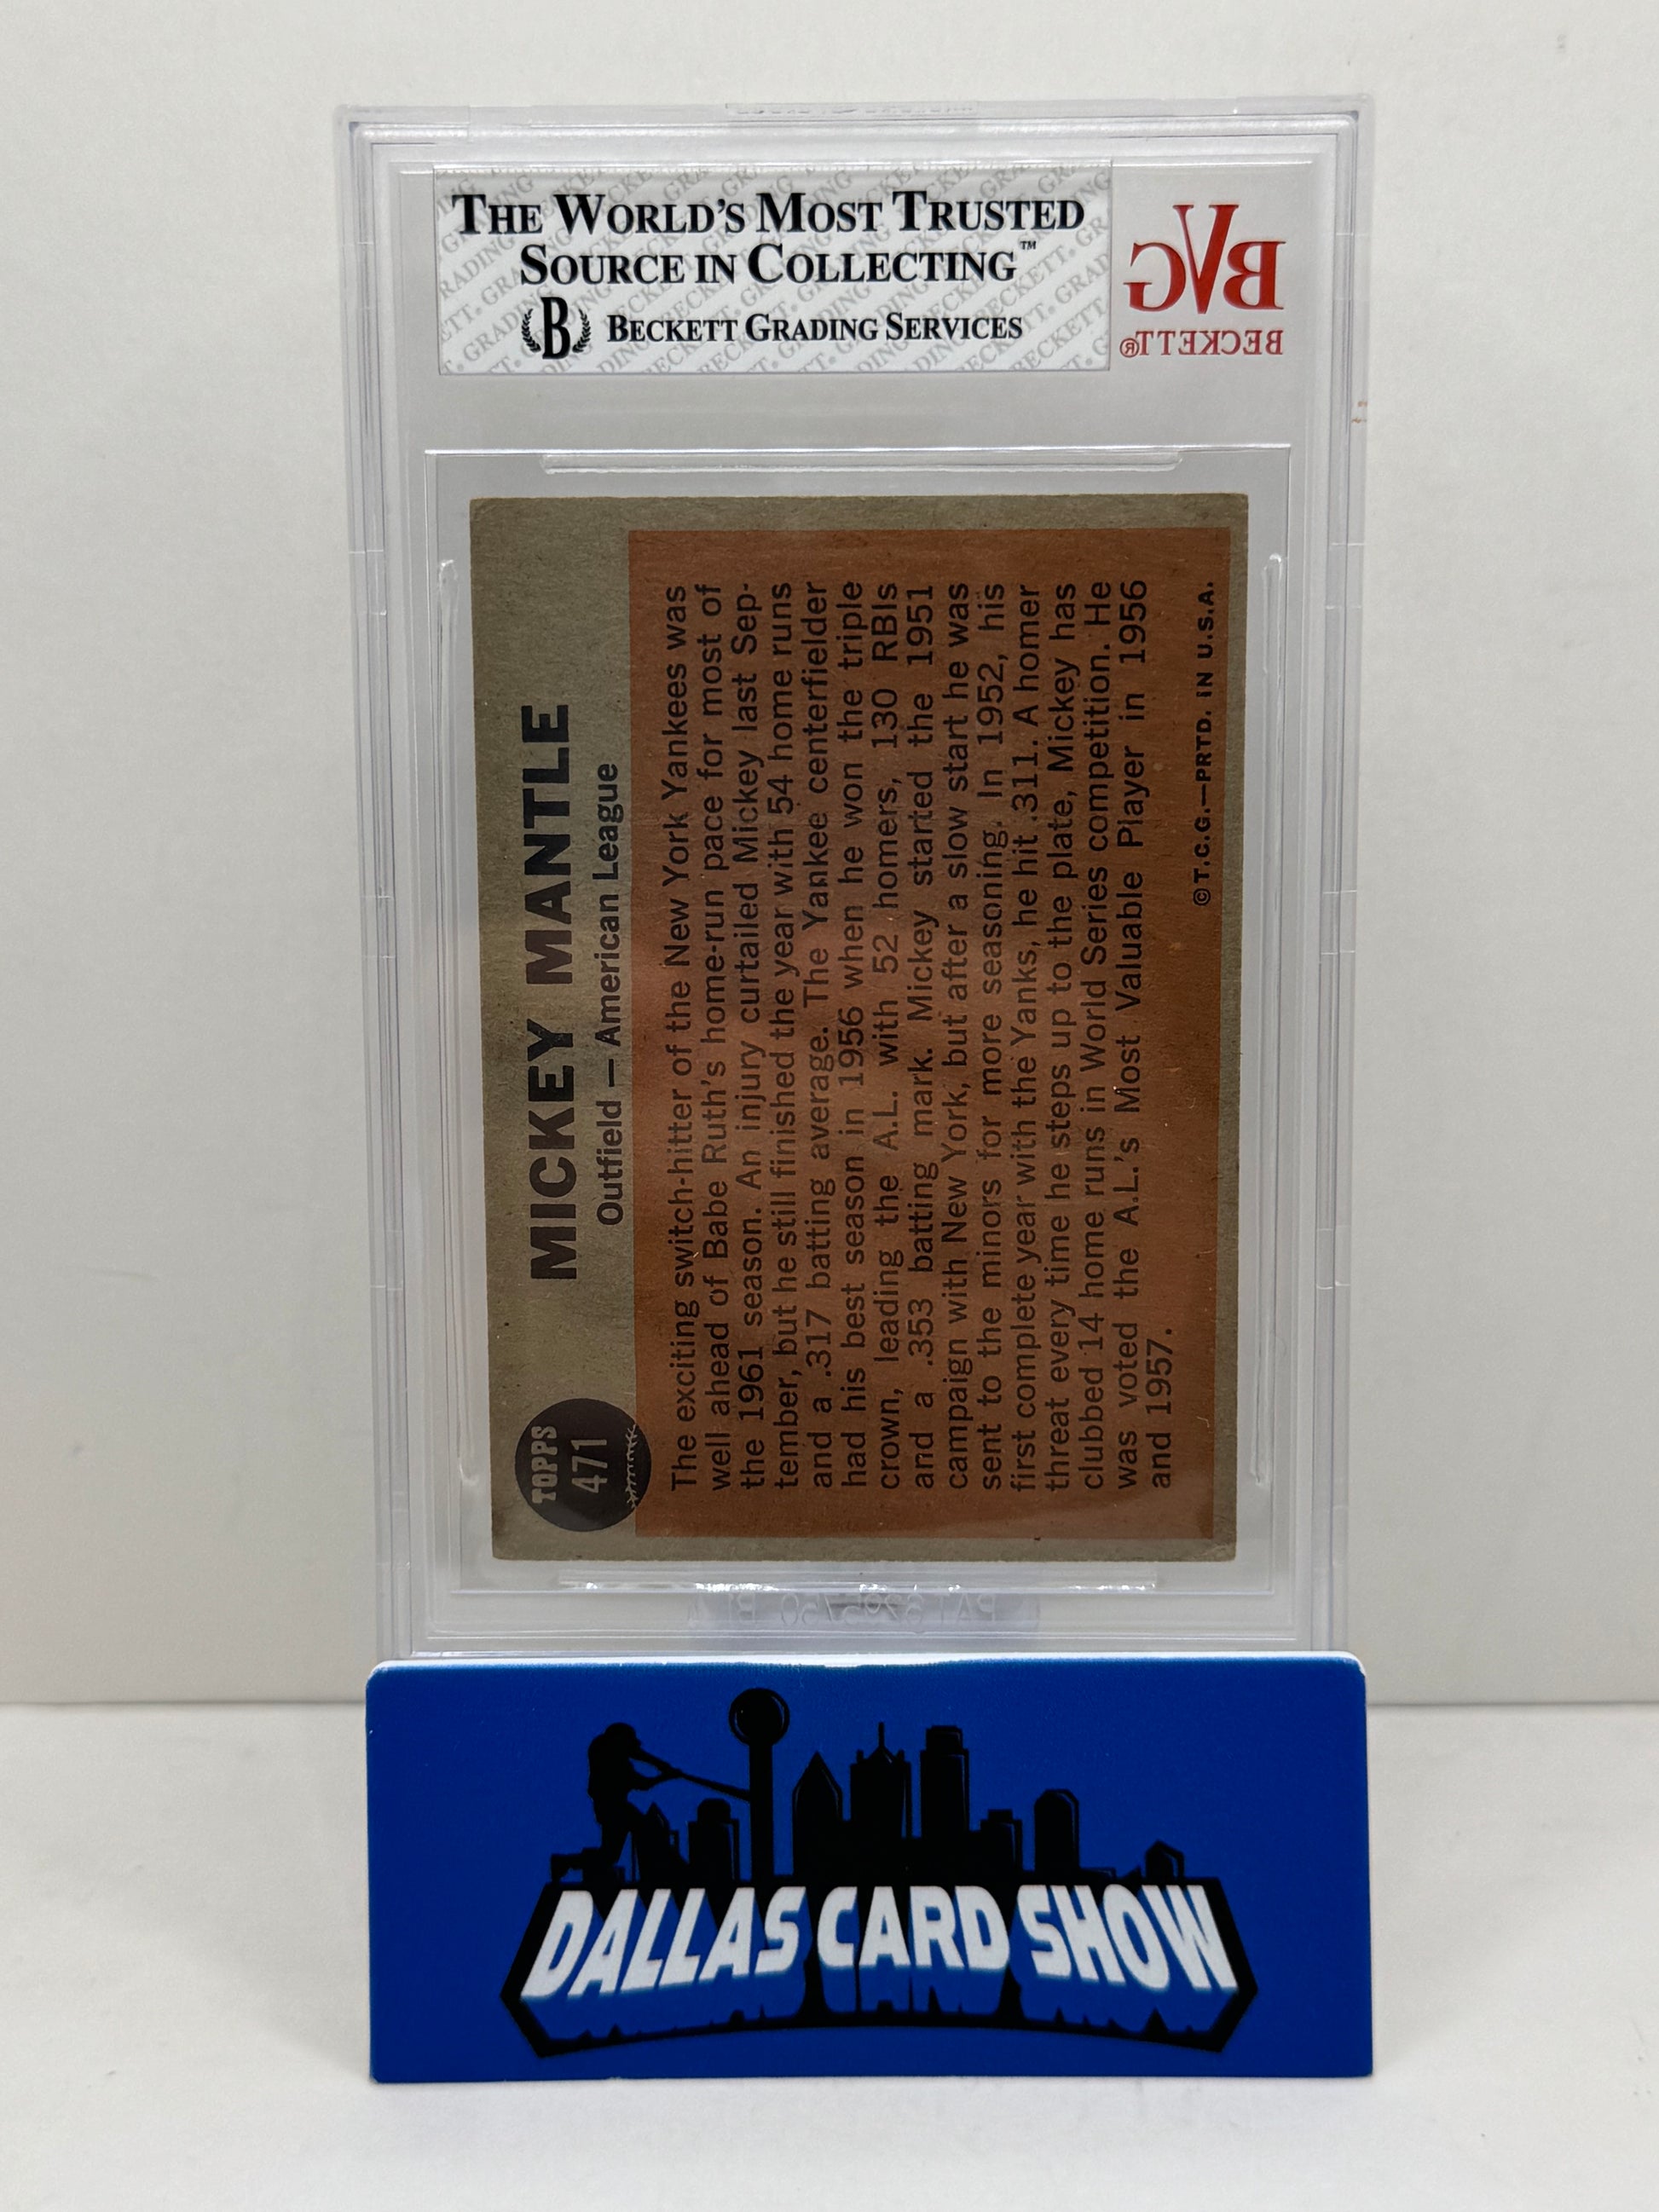 THE WORLD'S MOST TRUSTED
SOURCE IN COLLECTING™
B BECKETT GRADING SERVICES
BVG
BECKETT®
TOPPS
471
MICKEY MANTLE
Outfield — American League
The exciting switch-hitter of the New York Yankees was
well ahead of Babe Ruth's home-run pace for most of
the 1961 season. An injury curtailed Mickey last Sep-
tember, but he still finished the year with 54 home runs
and a .317 batting average. The Yankee centerfielder
had his best season in 1956 when he won the triple
crown, leading the A.L. with 52 homers, 130 RBIs
and a .353 batting mark. Mickey started the 1951
campaign with New York, but after a slow start he was
sent to the minors for more seasoning. In 1952, his
first complete year with the Yanks, he hit .311. A homer
threat every time he steps up to the plate, Mickey has
clubbed 14 home runs in World Series competition. He
was voted the A.L.'s Most Valuable Player in 1956
and 1957.
©T.C.G.—PRTD. IN U.S.A.
DALLAS CARD SHOW